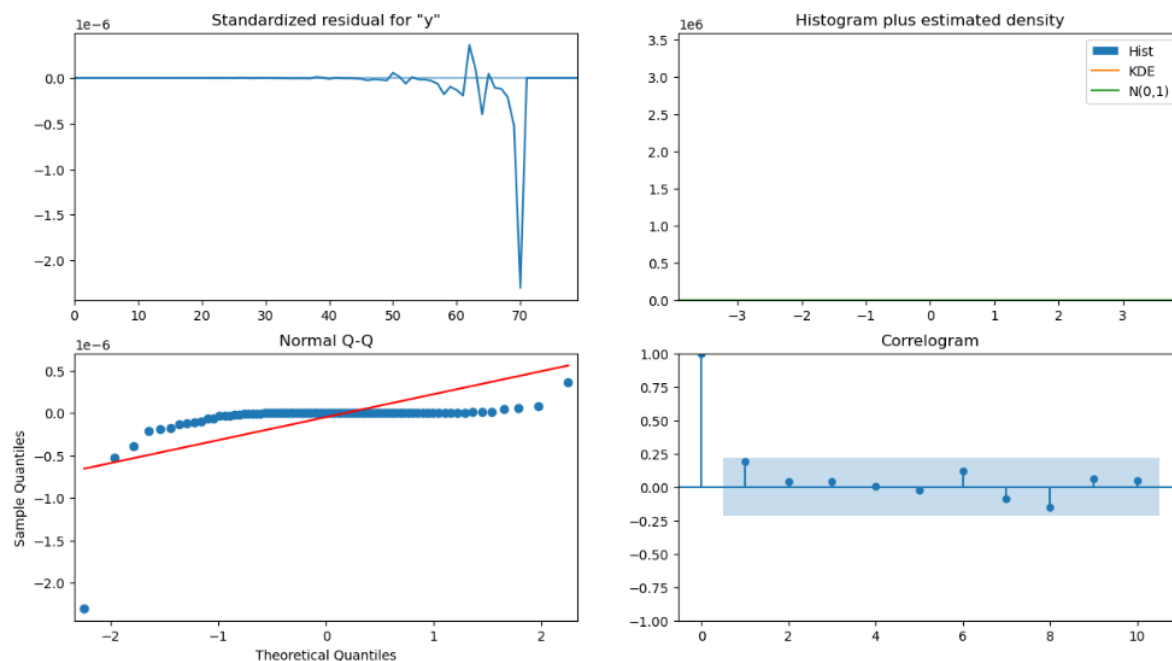 Standardized residual for "y"
1e−6
0.0
−0.5
−1.0
−1.5
−2.0
0 10 20 30 40 50 60 70
Histogram plus estimated density
1e6
3.5
3.0
2.5
2.0
1.5
1.0
0.5
0.0
−3 −2 −1 0 1 2 3
Hist
KDE
N(0,1)
Normal Q-Q
1e−6
0.5
0.0
−0.5
−1.0
−1.5
−2.0
Sample Quantiles
−2 −1 0 1 2
Theoretical Quantiles
Correlogram
1.00
0.75
0.50
0.25
0.00
−0.25
−0.50
−0.75
−1.00
0 2 4 6 8 10